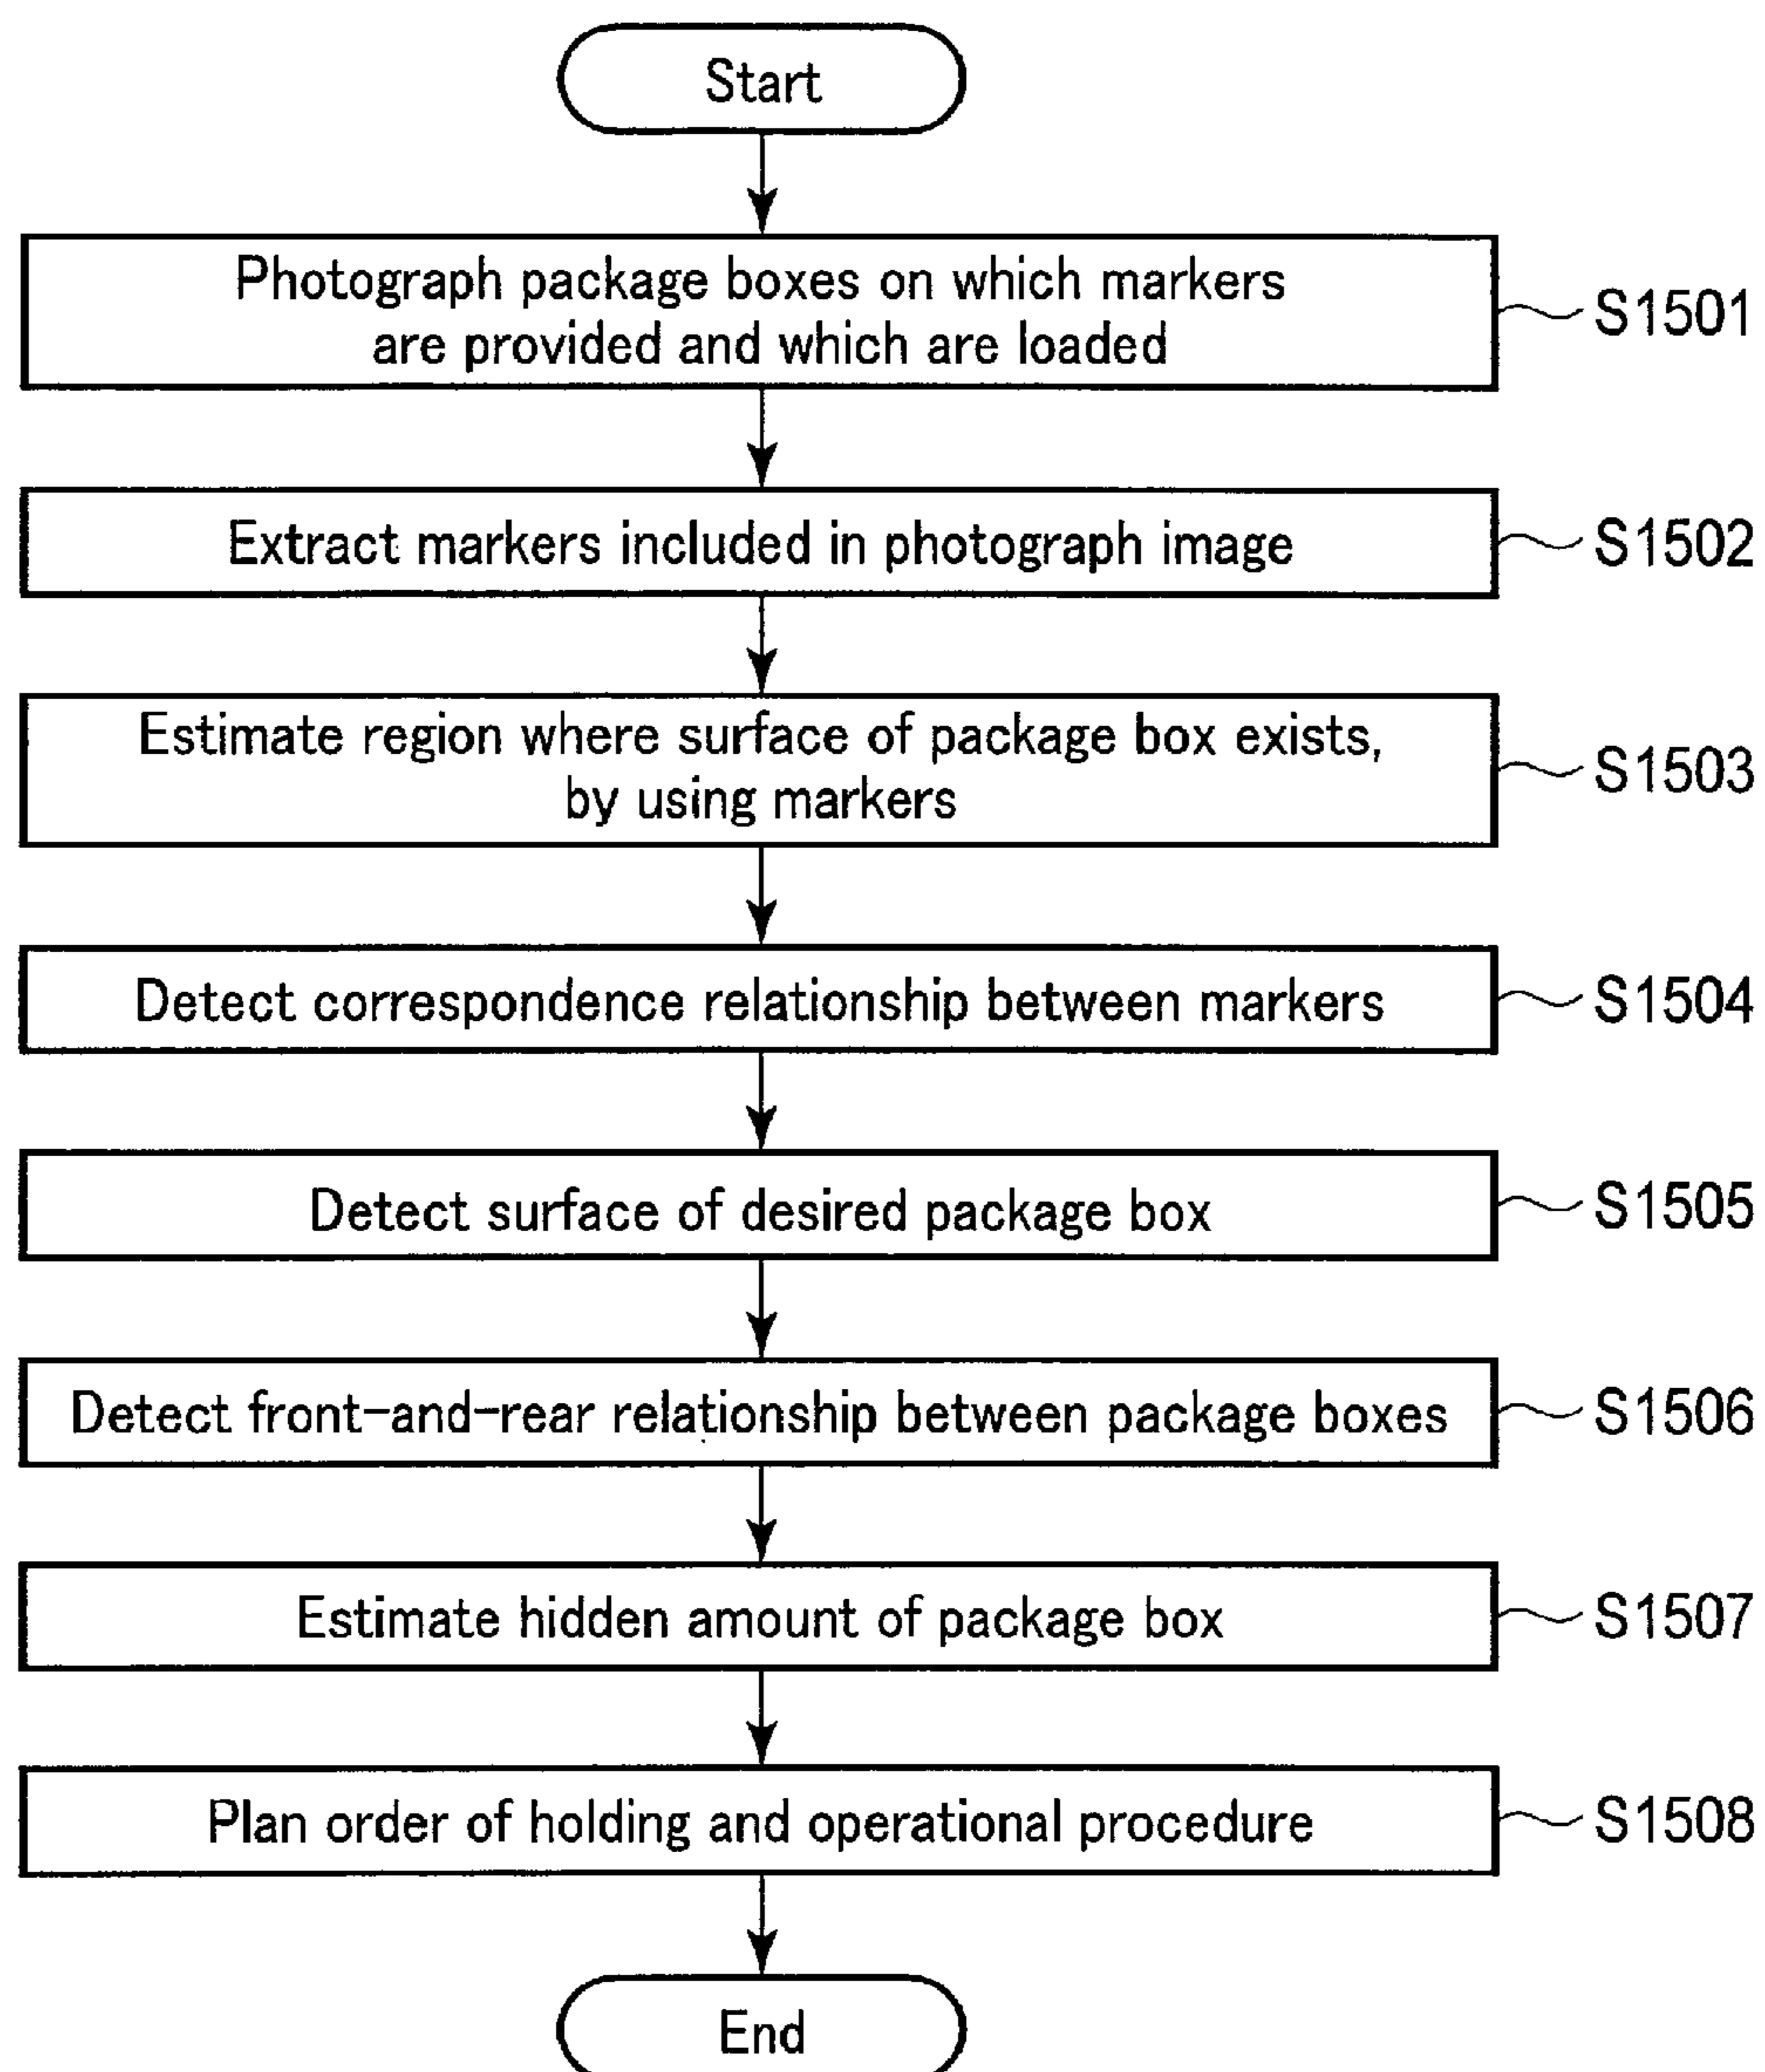 Start
Photograph package boxes on which markers
are provided and which are loaded
S1501
Extract markers included in photograph image
S1502
Estimate region where surface of package box exists,
by using markers
S1503
Detect correspondence relationship between markers
S1504
Detect surface of desired package box
S1505
Detect front-and-rear relationship between package boxes
S1506
Estimate hidden amount of package box
S1507
Plan order of holding and operational procedure
S1508
End